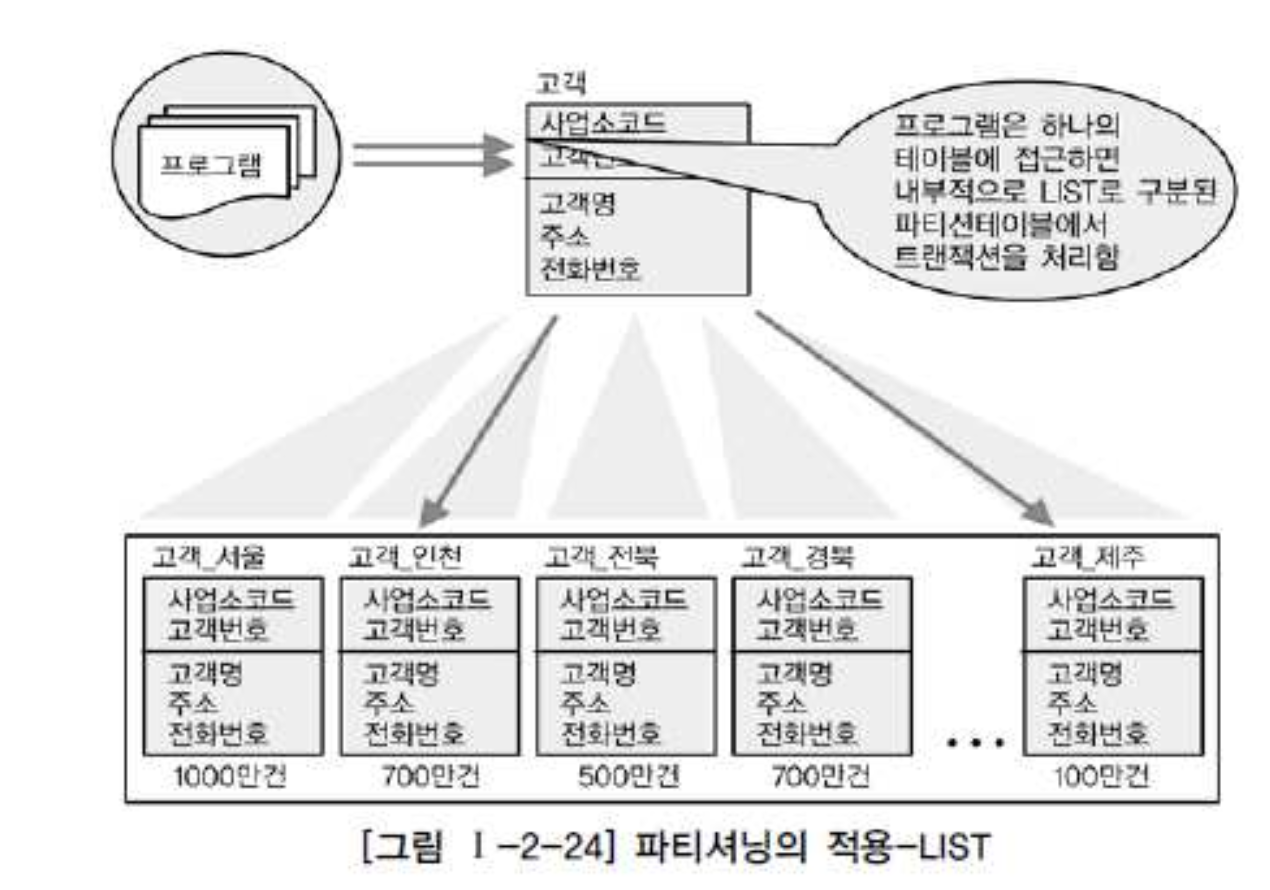 고객
프로그램
사업소코드
고객명
주소
전화번호
프로그램은 하나의
테이블에 접근하면
내부적으로 LIST로 구분된
파티션테이블에서
트랜잭션을 처리함
고객_서울
사업소코드
고객번호
고객명
주소
전화번호
1000만건
고객_인천
사업소코드
고객번호
고객명
주소
전화번호
700만건
고객_전북
사업소코드
고객번호
고객명
주소
전화번호
500만건
고객_경북
사업소코드
고객번호
고객명
주소
전화번호
700만건
...
고객_제주
사업소코드
고객번호
고객명
주소
전화번호
100만건
[그림 Ⅰ-2-24] 파티셔닝의 적용-LIST